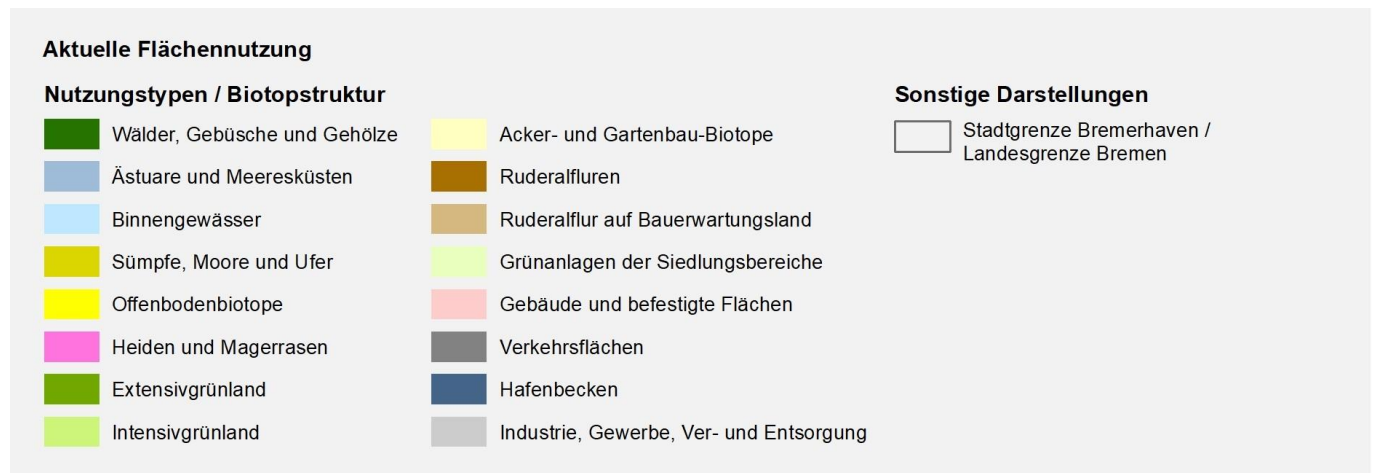 Aktuelle Flächennutzung
Nutzungstypen / Biotopstruktur
Wälder, Gebüsche und Gehölze
Ästuare und Meeresküsten
Binnengewässer
Sümpfe, Moore und Ufer
Offenbodenbiotope
Heiden und Magerrasen
Extensivgrünland
Intensivgrünland
Acker- und Gartenbau-Biotope
Ruderalfluren
Ruderalflur auf Bauerwartungsland
Grünanlagen der Siedlungsbereiche
Gebäude und befestigte Flächen
Verkehrsflächen
Hafenbecken
Industrie, Gewerbe, Ver- und Entsorgung
Sonstige Darstellungen
Stadtgrenze Bremerhaven /
Landesgrenze Bremen